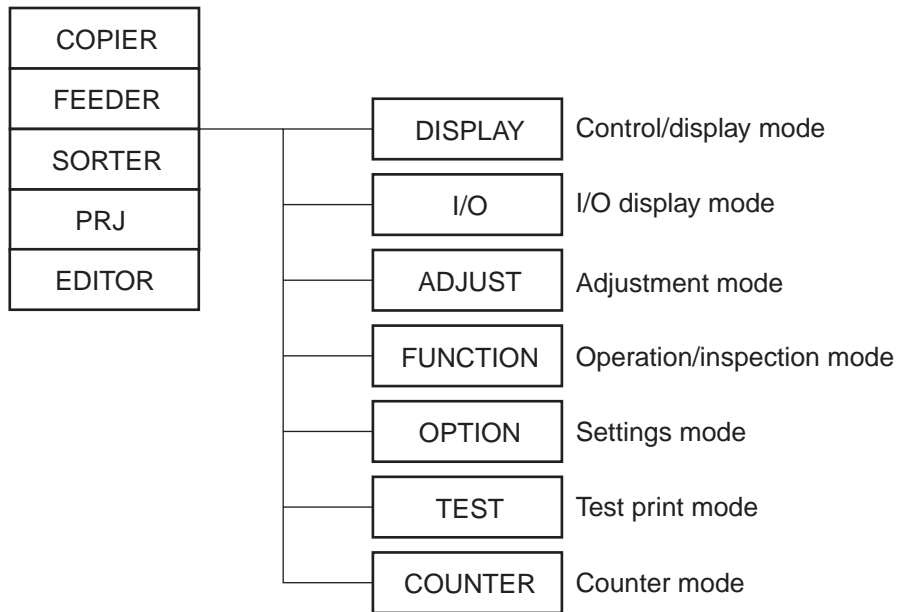 COPIER
FEEDER
SORTER
PRJ
EDITOR
DISPLAY Control/display mode
I/O I/O display mode
ADJUST Adjustment mode
FUNCTION Operation/inspection mode
OPTION Settings mode
TEST Test print mode
COUNTER Counter mode